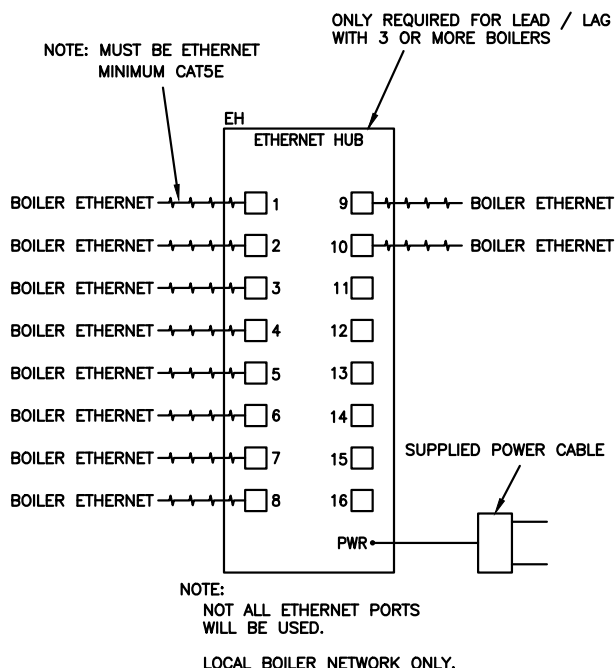 ONLY REQUIRED FOR LEAD / LAG
WITH 3 OR MORE BOILERS
NOTE: MUST BE ETHERNET
MINIMUM CAT5E
EH
ETHERNET HUB
BOILER ETHERNET 1 9 BOILER ETHERNET
BOILER ETHERNET 2 10 BOILER ETHERNET
BOILER ETHERNET 3 11
BOILER ETHERNET 4 12
BOILER ETHERNET 5 13
BOILER ETHERNET 6 14
BOILER ETHERNET 7 15
SUPPLIED POWER CABLE
BOILER ETHERNET 8 16
PWR
NOTE:
NOT ALL ETHERNET PORTS
WILL BE USED.
LOCAL BOILER NETWORK ONLY.